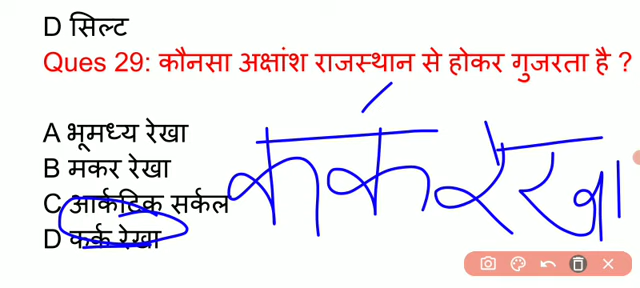 D सिल्ट
Ques 29: कौनसा अक्षांश राजस्थान से होकर गुजरता है ?
A भूमध्य रेखा
B मकर रेखा
C आर्कटिक सर्कल
D कर्क रेखा
कर्क रेखा